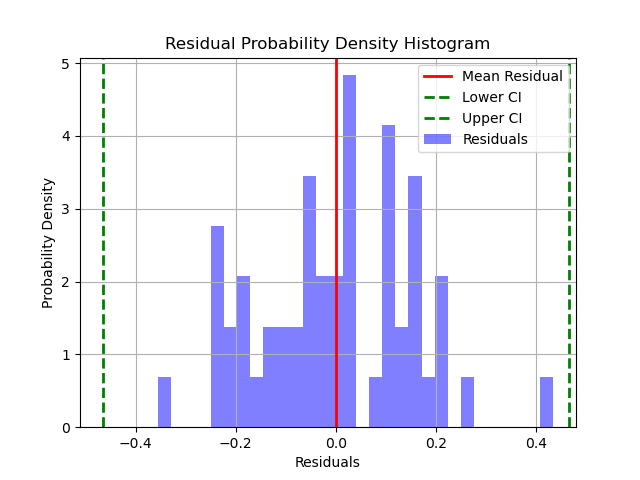 Residual Probability Density Histogram
Probability Density
5
4
3
2
1
0
Mean Residual
Lower CI
Upper CI
Residuals
−0.4
−0.2
0.0
0.2
0.4
Residuals